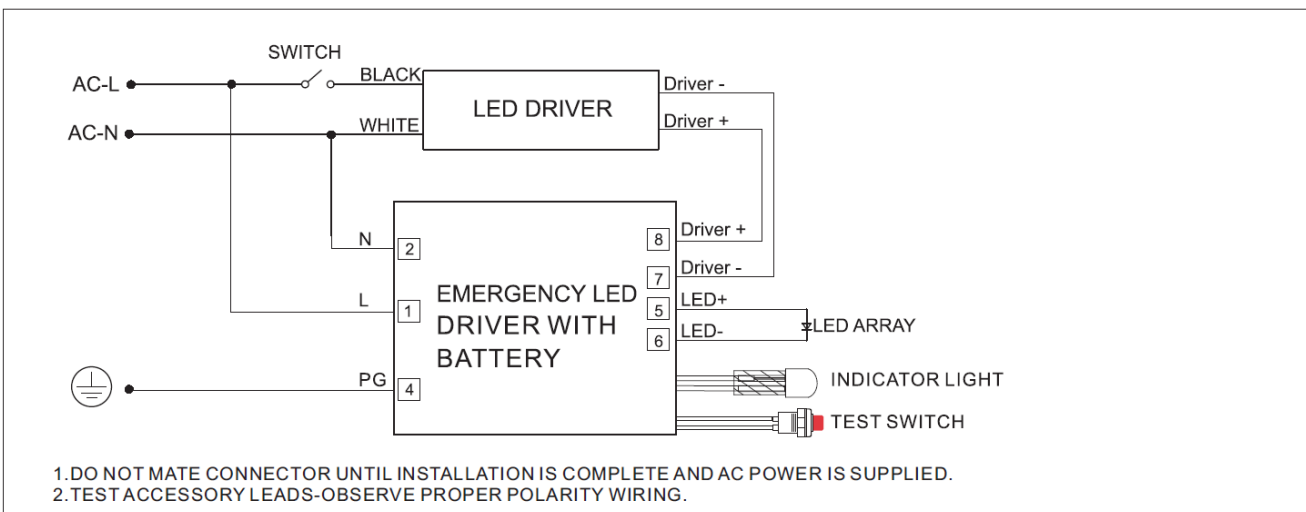 SWITCH
AC-L
BLACK
LED DRIVER
Driver -
AC-N
WHITE
Driver +
N
2
8
Driver +
7
Driver -
L
1
EMERGENCY LED
DRIVER WITH
BATTERY
5
LED+
6
LED-
LED ARRAY
PG
4
INDICATOR LIGHT
TEST SWITCH
1.DO NOT MATE CONNECTOR UNTIL INSTALLATION IS COMPLETE AND AC POWER IS SUPPLIED.
2.TEST ACCESSORY LEADS-OBSERVE PROPER POLARITY WIRING.